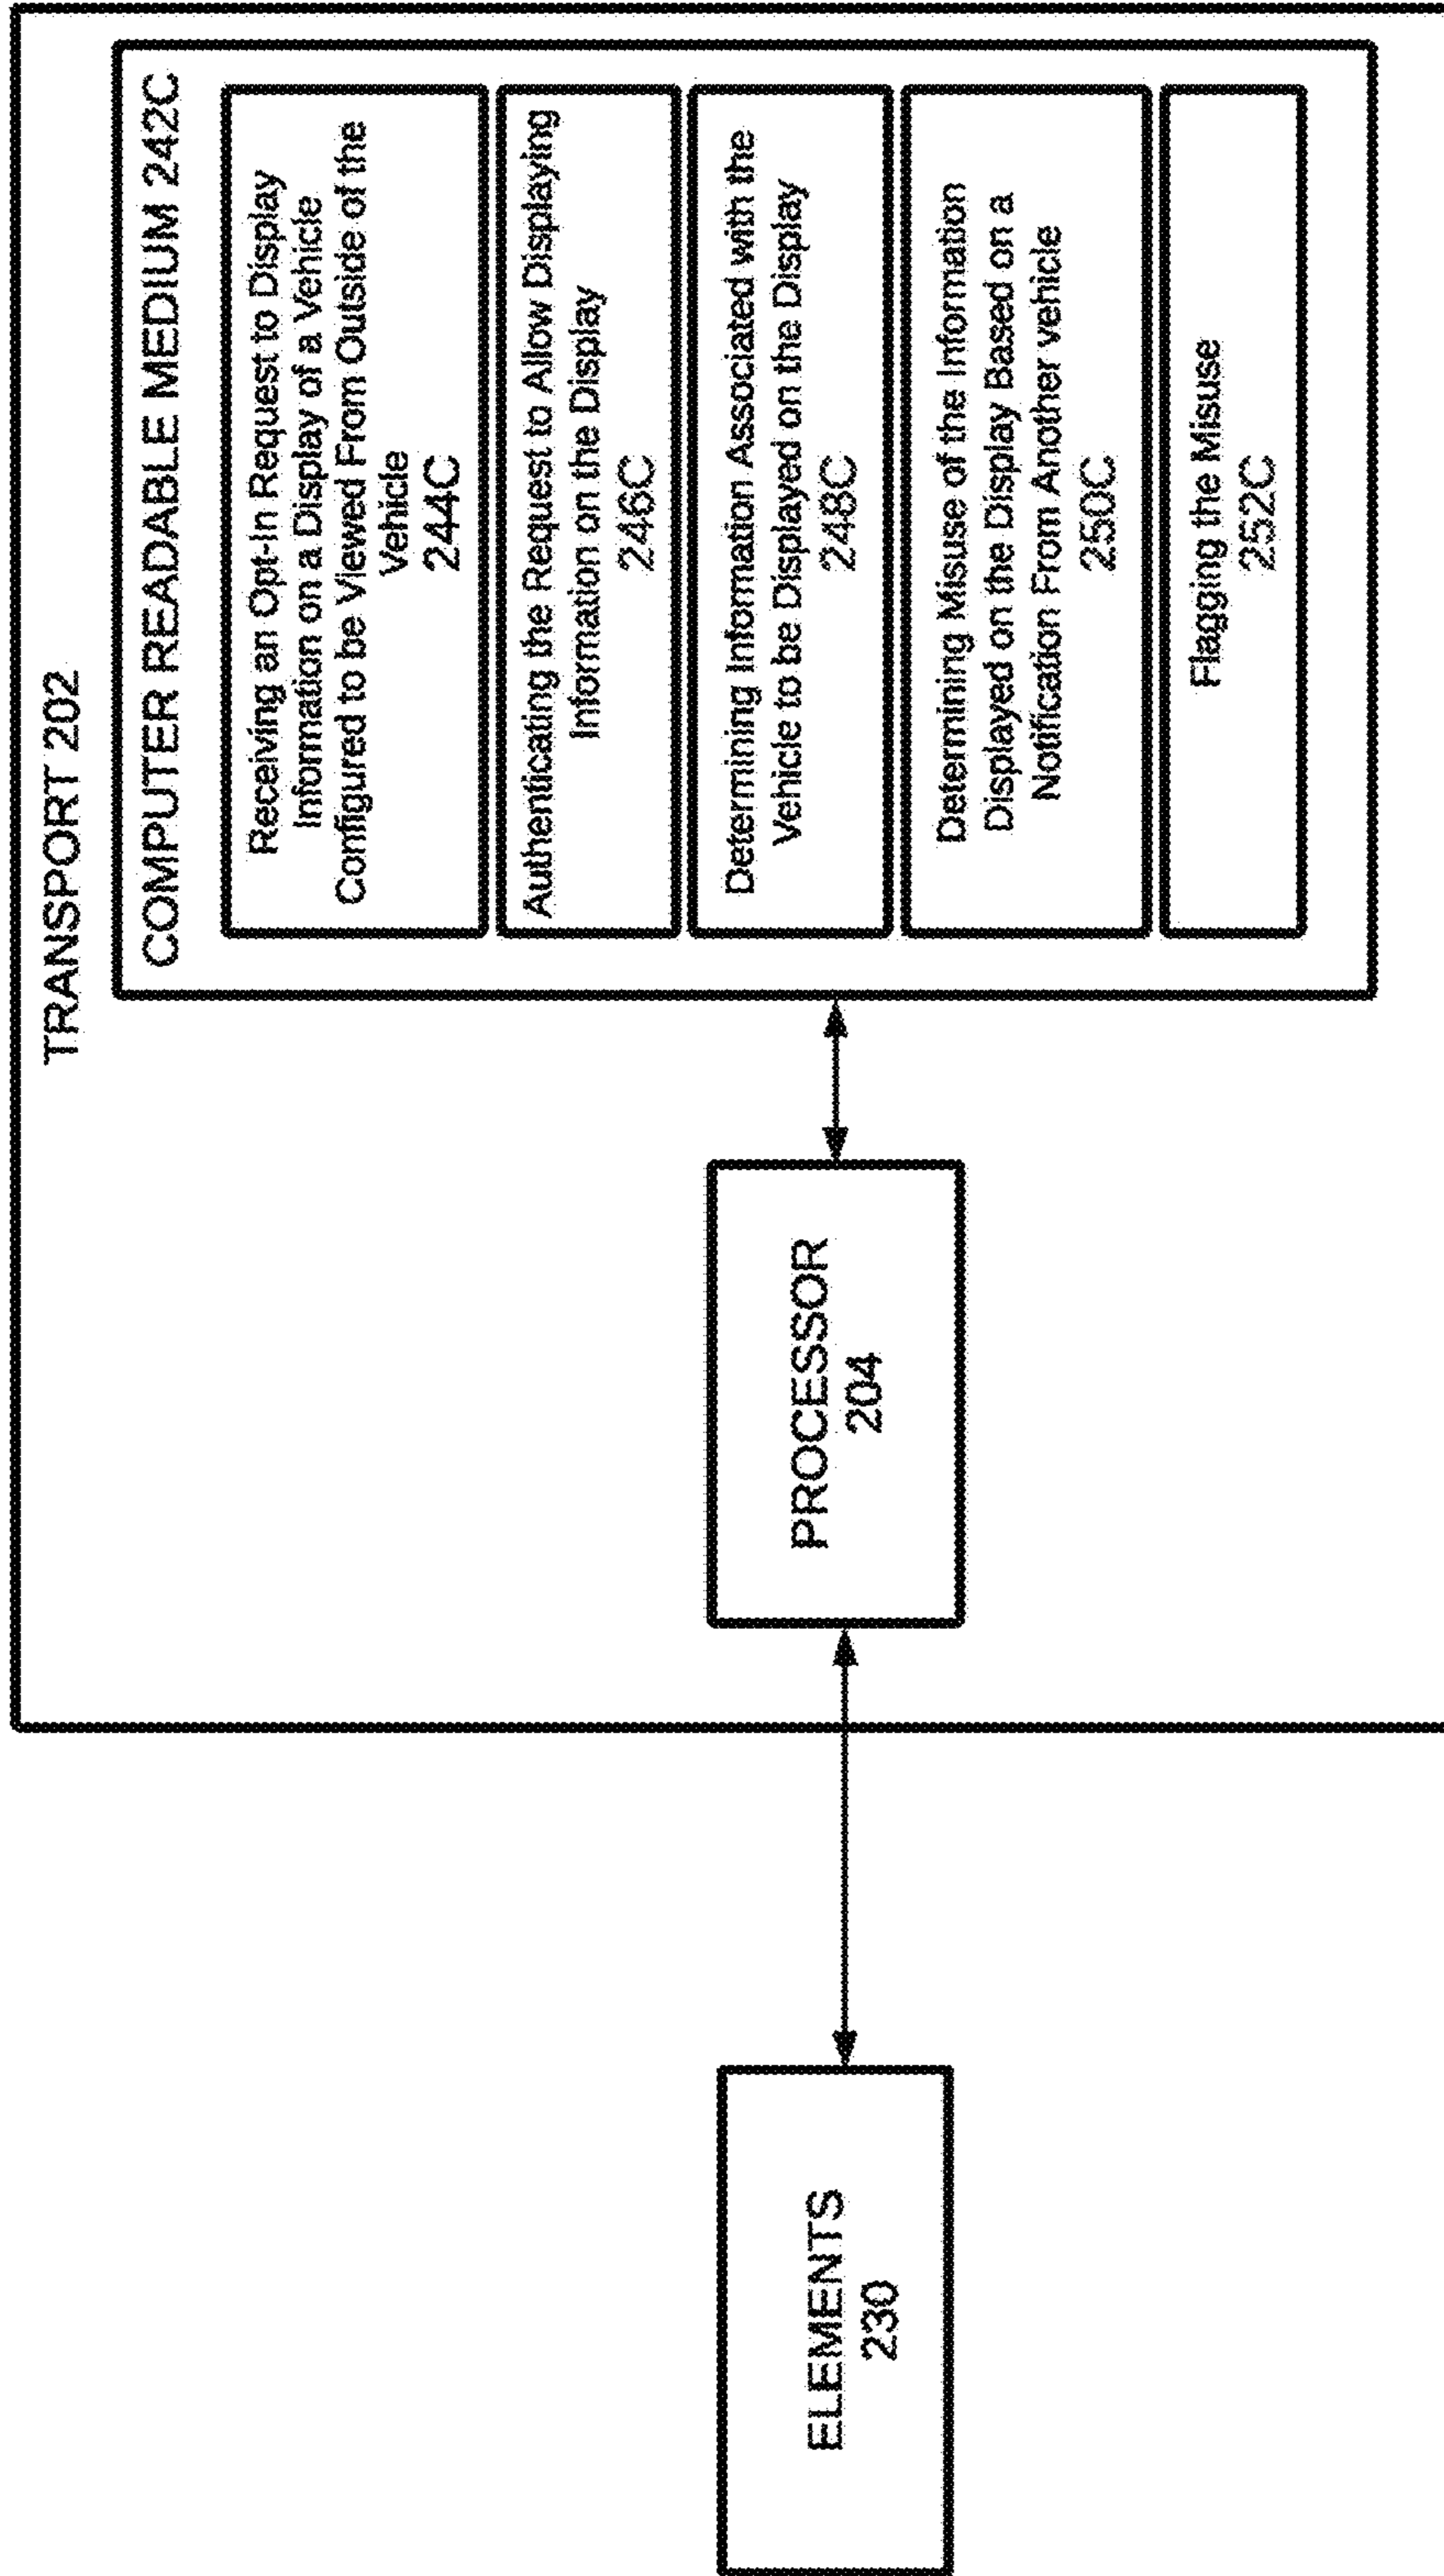 TRANSPORT 202
COMPUTER READABLE MEDIUM 242C
Receiving an Opt-In Request to Display
Information on a Display of a Vehicle
Configured to be Viewed From Outside of the
Vehicle
244C
Authenticating the Request to Allow Displaying
Information on the Display
246C
Determining Information Associated with the
Vehicle to be Displayed on the Display
248C
Determining Misuse of the Information
Displayed on the Display Based on a
Notification From Another vehicle
250C
Flagging the Misuse
252C
PROCESSOR
204
ELEMENTS
230